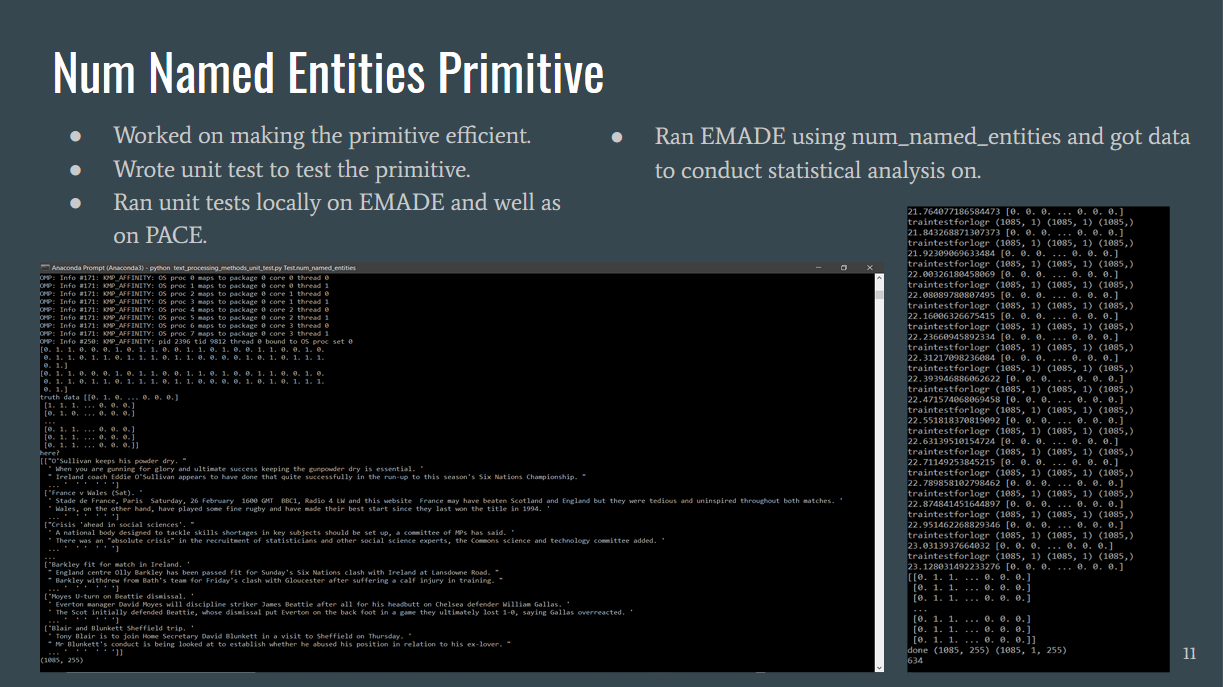 Num Named Entities Primitive
● Worked on making the primitive efficient.
● Wrote unit test to test the primitive.
● Ran unit tests locally on EMADE and well as
on PACE.
● Ran EMADE using num_named_entities and got data
to conduct statistical analysis on.
Anaconda Prompt (Anaconda3) - python text_processing_methods_unit_test.py Test.num_named_entities
OMP: Info #171: KMP_AFFINITY: OS proc 0 maps to package 0 core 0 thread 0
OMP: Info #171: KMP_AFFINITY: OS proc 1 maps to package 0 core 0 thread 1
OMP: Info #171: KMP_AFFINITY: OS proc 2 maps to package 0 core 1 thread 0
OMP: Info #171: KMP_AFFINITY: OS proc 3 maps to package 0 core 1 thread 1
OMP: Info #171: KMP_AFFINITY: OS proc 4 maps to package 0 core 2 thread 0
OMP: Info #171: KMP_AFFINITY: OS proc 5 maps to package 0 core 2 thread 1
OMP: Info #171: KMP_AFFINITY: OS proc 6 maps to package 0 core 3 thread 0
OMP: Info #171: KMP_AFFINITY: OS proc 7 maps to package 0 core 3 thread 1
OMP: Info #250: KMP_AFFINITY: pid 2396 tid 9812 thread 0 bound to OS proc set 0
[0. 1. 1. 0. 0. 0. 1. 0. 1. 1. 0. 1. 0. 1. 0. 0. 1. 1. 0. 0. 1. 0.
0. 1. 1. 0. 1. 1. 0. 1. 1. 1. 0. 1. 1. 0. 0. 0. 0. 1. 0. 1. 0. 1. 1. 1.
0. 1.]
[0. 1. 1. 0. 0. 0. 1. 0. 1. 1. 0. 1. 0. 1. 0. 0. 1. 1. 0. 0. 1. 0.
0. 1. 1. 0. 1. 1. 0. 1. 1. 1. 0. 1. 1. 0. 0. 0. 0. 1. 0. 1. 0. 1. 1. 1.
0. 1.]
truth data [[0. 1. 0. ... 0. 0. 0.]
[1. 1. 1. ... 0. 0. 0.]
[0. 1. 0. ... 0. 0. 0.]
...
[0. 1. 1. ... 0. 0. 0.]
[0. 1. 1. ... 0. 0. 0.]
[0. 1. 1. ... 0. 0. 0.]]
here?
[["O'Sullivan keeps his powder dry. "
' When you are gunning for glory and ultimate success keeping the gunpowder dry is essential. '
" Ireland coach Eddie O'Sullivan appears to have done that quite successfully in the run-up to this season's Six Nations Championship. "
... ' ' ' ' ' ']
['France v Wales (Sat). '
' Stade de France, Paris Saturday, 26 February 1600 GMT BBC1, Radio 4 LW and this website France may have beaten Scotland and England but they were tedious and uninspired throughout both matches. '
' Wales, on the other hand, have played some fine rugby and have made their best start since they last won the title in 1994. '
... ' ' ' ' ' ']
["Crisis 'ahead in social sciences'. "
' A national body designed to tackle skills shortages in key subjects should be set up, a committee of MPs has said. '
' There was an "absolute crisis" in the recruitment of statisticians and other social science experts, the Commons science and technology committee added. '
... ' ' ' ' ' ']
...
['Barkley fit for match in Ireland. '
" England centre Olly Barkley has been passed fit for Sunday's Six Nations clash with Ireland at Lansdowne Road. "
" Barkley withdrew from Bath's team for Friday's clash with Gloucester after suffering a calf injury in training. "
... ' ' ' ' ' ']
['Moyes U-turn on Beattie dismissal. '
' Everton manager David Moyes will discipline striker James Beattie after all for his headbutt on Chelsea defender William Gallas. '
' The Scot initially defended Beattie, whose dismissal put Everton on the back foot in a game they ultimately lost 1-0, saying Gallas overreacted. '
... ' ' ' ' ' ']
['Blair and Blunkett Sheffield trip. '
' Tony Blair is to join Home Secretary David Blunkett in a visit to Sheffield on Thursday. '
" Mr Blunkett's conduct is being looked at to establish whether he abused his position in relation to his ex-lover. "
... ' ' ' ' ' ']]
(1085, 255)
21.764077186584473 [0. 0. 0. ... 0. 0. 0.]
traintestforlogr (1085, 1) (1085, 1) (1085,)
21.843268871307373 [0. 0. 0. ... 0. 0. 0.]
traintestforlogr (1085, 1) (1085, 1) (1085,)
21.92309069633484 [0. 0. 0. ... 0. 0. 0.]
traintestforlogr (1085, 1) (1085, 1) (1085,)
22.00326180458069 [0. 0. 0. ... 0. 0. 0.]
traintestforlogr (1085, 1) (1085, 1) (1085,)
22.08089780807495 [0. 0. 0. ... 0. 0. 0.]
traintestforlogr (1085, 1) (1085, 1) (1085,)
22.16006326675415 [0. 0. 0. ... 0. 0. 0.]
traintestforlogr (1085, 1) (1085, 1) (1085,)
22.23660945892334 [0. 0. 0. ... 0. 0. 0.]
traintestforlogr (1085, 1) (1085, 1) (1085,)
22.31217098236084 [0. 0. 0. ... 0. 0. 0.]
traintestforlogr (1085, 1) (1085, 1) (1085,)
22.393946886062622 [0. 0. 0. ... 0. 0. 0.]
traintestforlogr (1085, 1) (1085, 1) (1085,)
22.471574068069458 [0. 0. 0. ... 0. 0. 0.]
traintestforlogr (1085, 1) (1085, 1) (1085,)
22.551818370819092 [0. 0. 0. ... 0. 0. 0.]
traintestforlogr (1085, 1) (1085, 1) (1085,)
22.63139510154724 [0. 0. 0. ... 0. 0. 0.]
traintestforlogr (1085, 1) (1085, 1) (1085,)
22.71149253845215 [0. 0. 0. ... 0. 0. 0.]
traintestforlogr (1085, 1) (1085, 1) (1085,)
22.789858102798462 [0. 0. 0. ... 0. 0. 0.]
traintestforlogr (1085, 1) (1085, 1) (1085,)
22.874841451644897 [0. 0. 0. ... 0. 0. 0.]
traintestforlogr (1085, 1) (1085, 1) (1085,)
22.951462268829346 [0. 0. 0. ... 0. 0. 0.]
traintestforlogr (1085, 1) (1085, 1) (1085,)
23.0313937664032 [0. 0. 0. ... 0. 0. 0.]
traintestforlogr (1085, 1) (1085, 1) (1085,)
23.128031492233276 [0. 0. 0. ... 0. 0. 0.]
[[0. 1. 1. ... 0. 0. 0.]
[0. 1. 1. ... 0. 0. 0.]
[0. 1. 1. ... 0. 0. 0.]
...
[0. 1. 1. ... 0. 0. 0.]
[0. 1. 1. ... 0. 0. 0.]
[0. 1. 1. ... 0. 0. 0.]]
done (1085, 255) (1085, 1, 255)
634
11